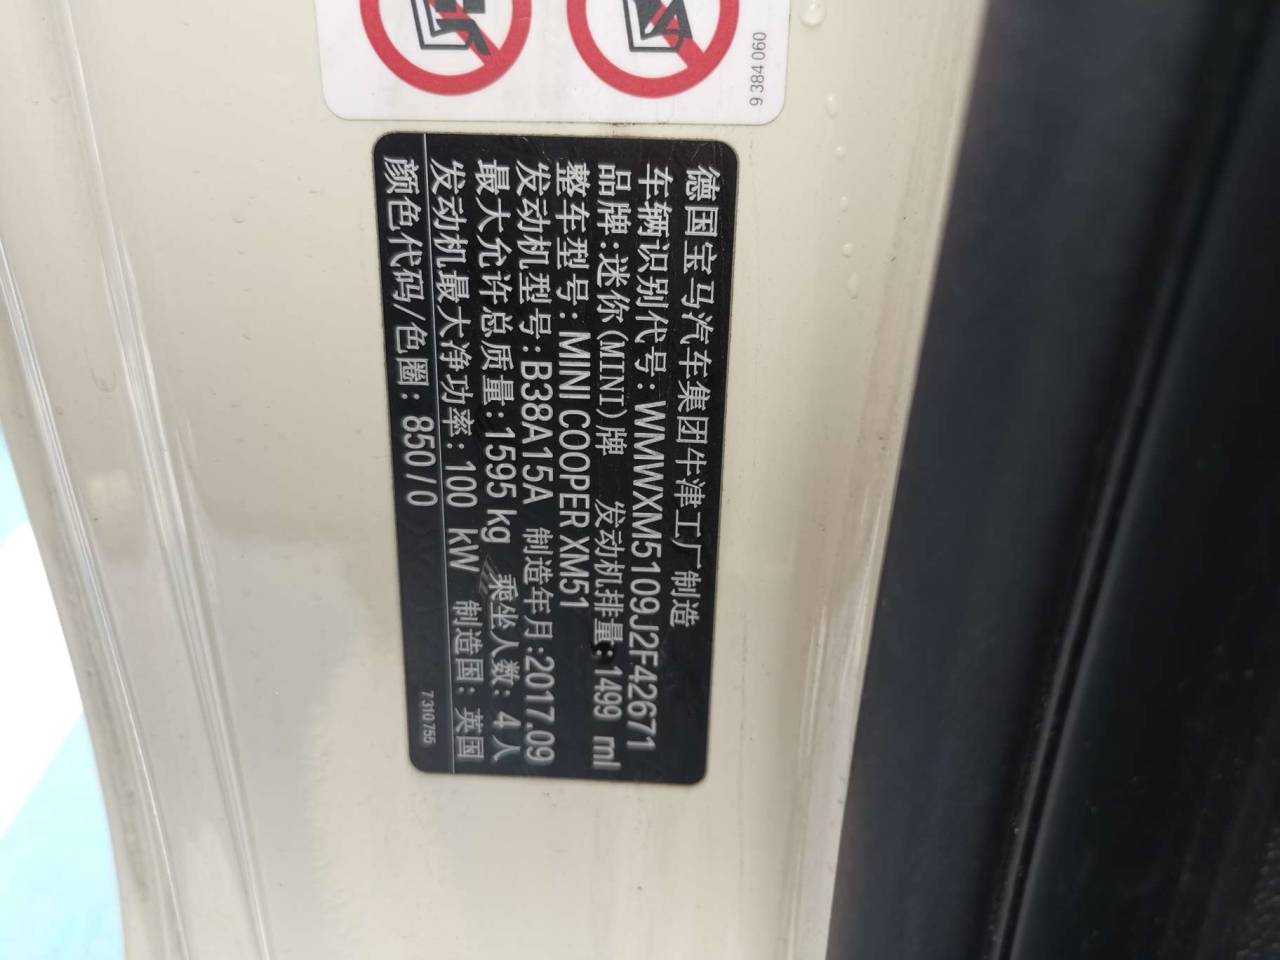 9 384 060
德国宝马汽车集团牛津工厂制造
车辆识别代号: WMWXM5109J2F42671
品牌:迷你(MINI)牌 发动机排量:1499 ml
整车型号: MINI COOPER XM51
发动机型号: B38A15A 制造年月:2017.09
最大允许总质量: 1595 kg 乘坐人数: 4 人
发动机最大净功率: 100 kW 制造国: 英国
颜色代码/色圈: 850 / 0
7 310 755